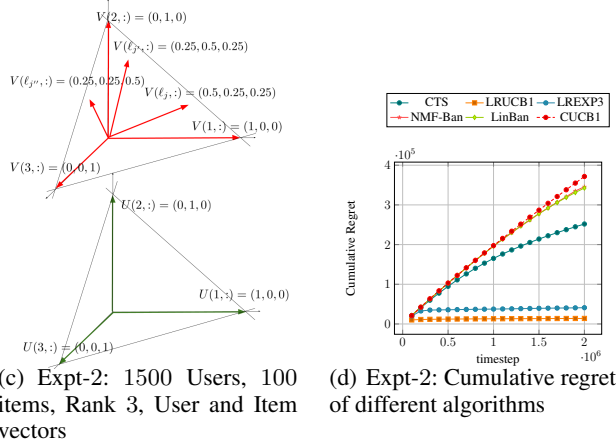 V(2,:) = (0,1,0)
V(ℓj′,:) = (0.25,0.5,0.25)
V(ℓj″,:) = (0.25,0.25,0.5)
V(ℓj,:) = (0.5,0.25,0.25)
V(1,:) = (1,0,0)
V(3,:) = (0,0,1)
U(2,:) = (0,1,0)
U(1,:) = (1,0,0)
U(3,:) = (0,0,1)
(c) Expt-2: 1500 Users, 100
items, Rank 3, User and Item
vectors
CTS LRUCB1 LREXP3
NMF-Ban LinBan CUCB1
·10⁵
4
3
2
1
0
Cumulative Regret
0 0.5 1 1.5 2
timestep
·10⁶
(d) Expt-2: Cumulative regret
of different algorithms